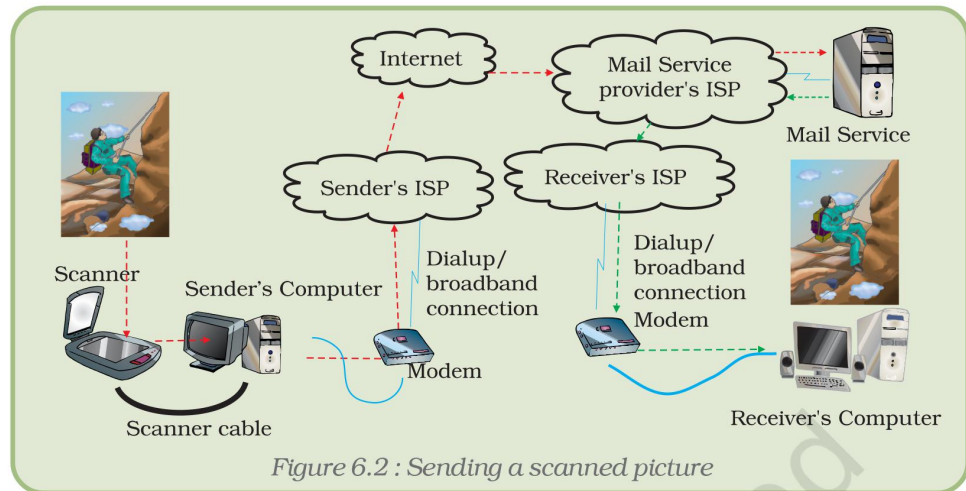 Internet
Mail Service
provider's ISP
Mail Service
Sender's ISP
Receiver's ISP
Scanner
Sender's Computer
Dialup/
broadband
connection
Modem
Dialup/
broadband
connection
Modem
Scanner cable
Receiver's Computer
Figure 6.2 : Sending a scanned picture